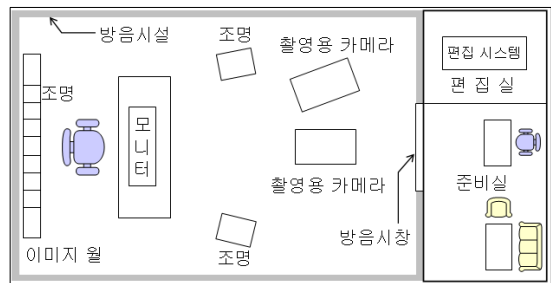 방음시설
조명
촬영용 카메라
편집 시스템
편 집 실
조명
모니터
준비실
촬영용 카메라
방음시창
이미지 월
조명